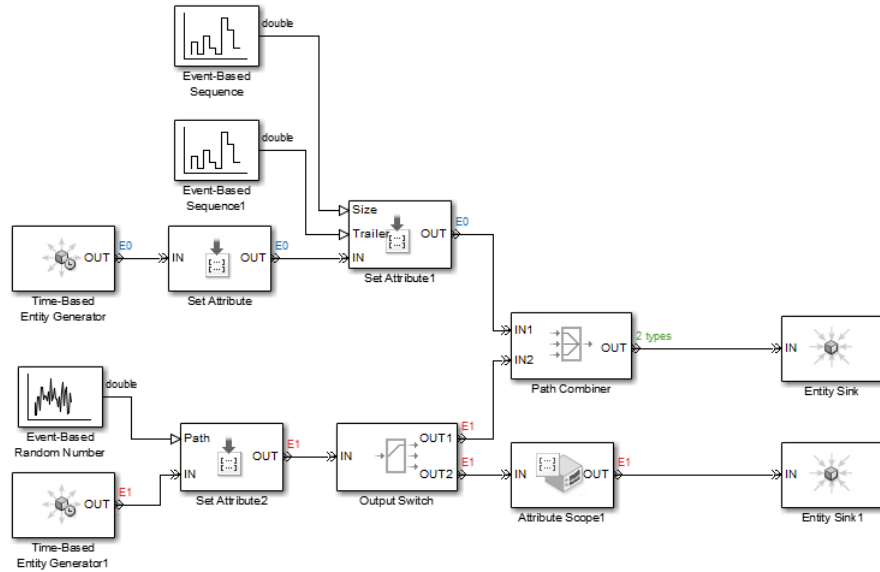 double
Event-Based
Sequence
double
Event-Based
Sequence1
Size
Trailer
IN
OUT
E0
Set Attribute1
OUT
E0
Time-Based
Entity Generator
IN
OUT
E0
Set Attribute
IN1
IN2
OUT
2 types
Path Combiner
IN
Entity Sink
double
Event-Based
Random Number
Path
IN
OUT
E1
Set Attribute2
IN
OUT1
E1
OUT2
E1
Output Switch
IN
OUT
E1
Attribute Scope1
IN
Entity Sink1
OUT
E1
Time-Based
Entity Generator1